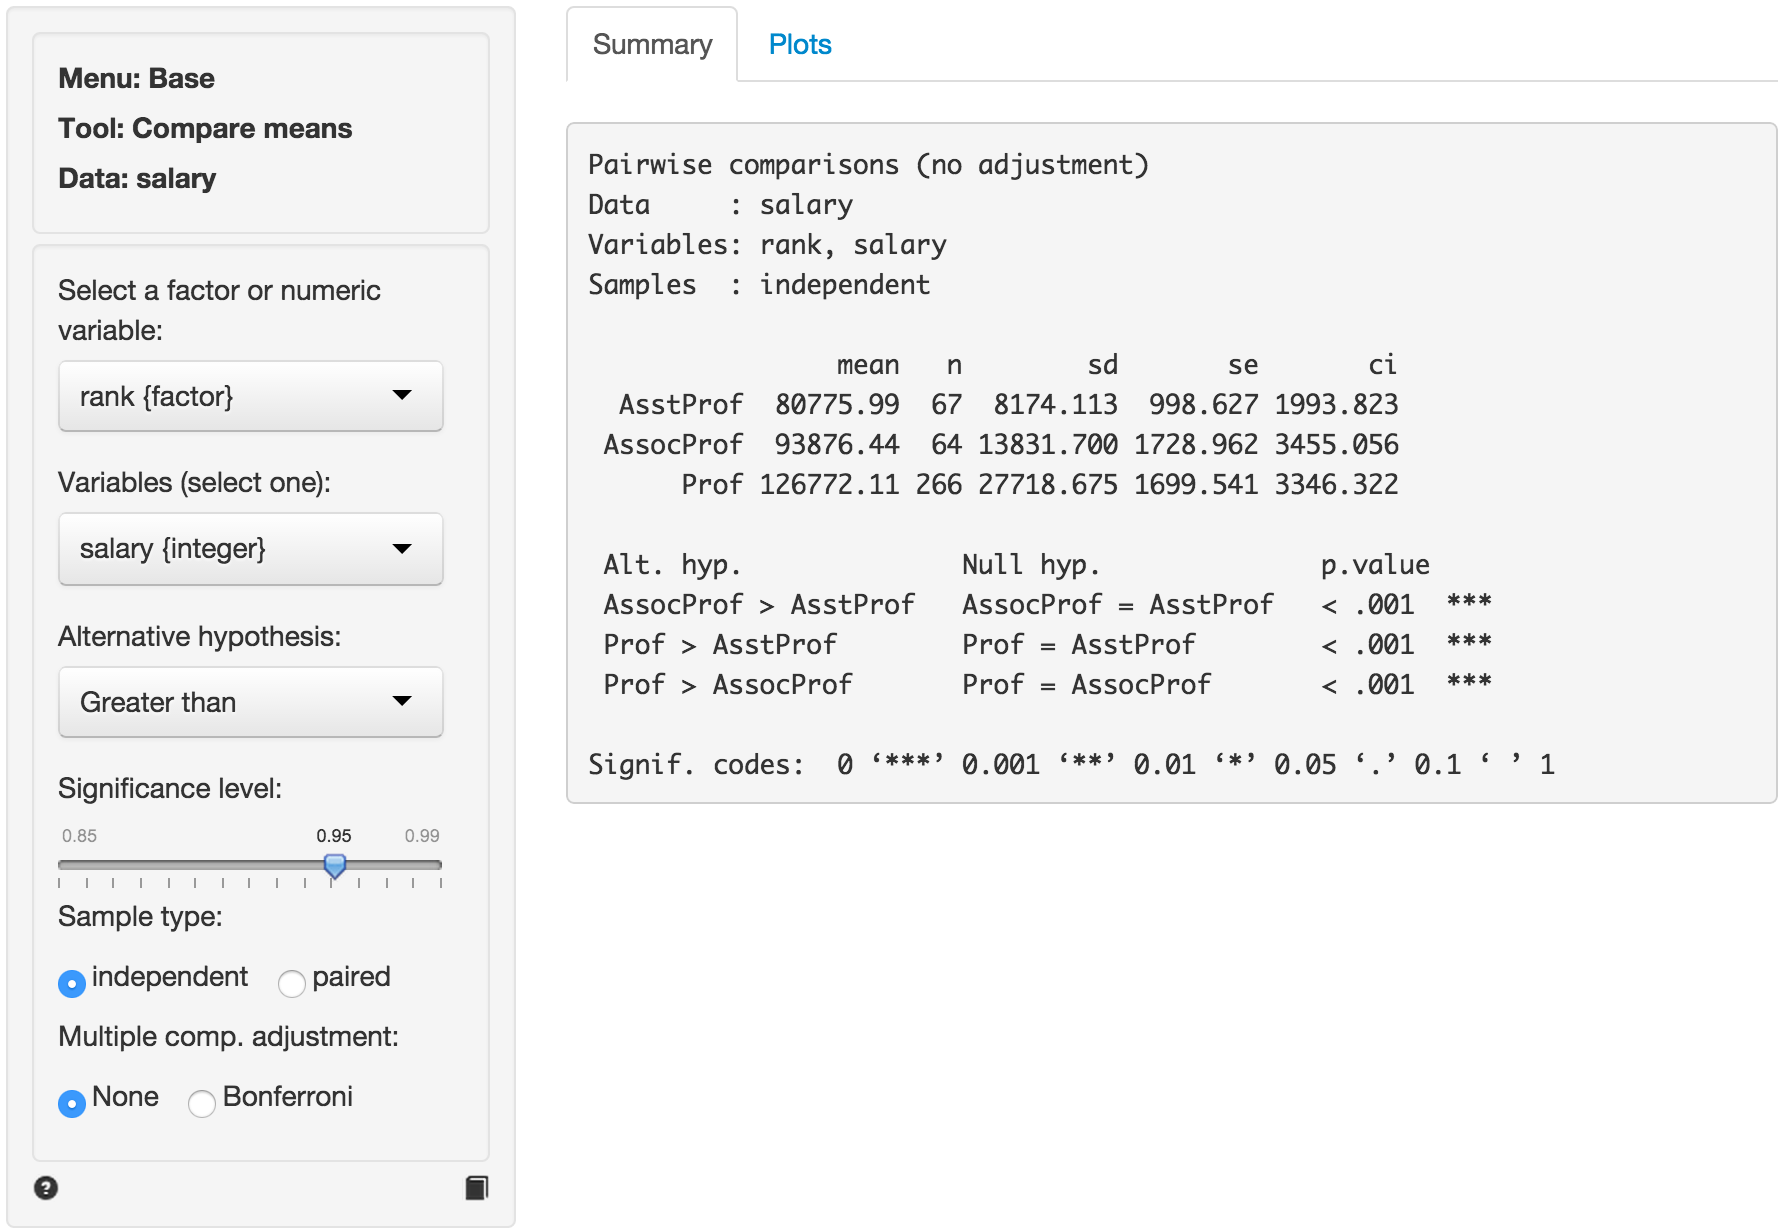 Menu: Base
Tool: Compare means
Data: salary
Select a factor or numeric
variable:
rank {factor}
Variables (select one):
salary {integer}
Alternative hypothesis:
Greater than
Significance level:
0.85 0.95 0.99
Sample type:
independent paired
Multiple comp. adjustment:
None Bonferroni
?
Summary Plots
Pairwise comparisons (no adjustment)
Data     : salary
Variables: rank, salary
Samples  : independent
                mean   n        sd       se       ci
  AsstProf  80775.99  67  8174.113  998.627 1993.823
 AssocProf  93876.44  64 13831.700 1728.962 3455.056
      Prof 126772.11 266 27718.675 1699.541 3346.322
 Alt. hyp.              Null hyp.              p.value
 AssocProf > AsstProf   AssocProf = AsstProf   < .001  ***
 Prof > AsstProf        Prof = AsstProf        < .001  ***
 Prof > AssocProf       Prof = AssocProf       < .001  ***
Signif. codes:  0 ‘***’ 0.001 ‘**’ 0.01 ‘*’ 0.05 ‘.’ 0.1 ‘ ’ 1